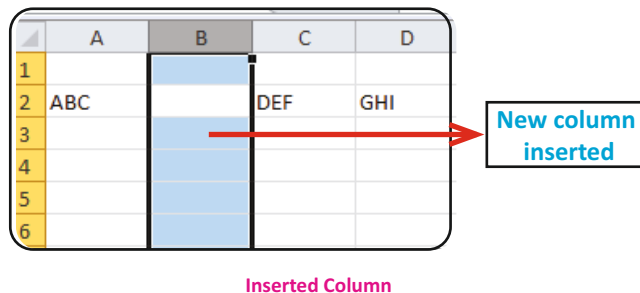 A B C D
1
2 ABC DEF GHI
3
4
5
6
New column
inserted
Inserted Column